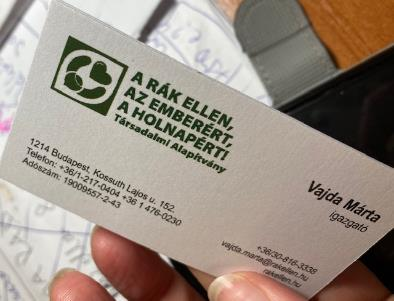 A RÁK ELLEN,
AZ EMBERÉRT,
A HOLNAPÉRT!
Társadalmi Alapítvány
1214 Budapest, Kossuth Lajos u. 152.
Telefon: +36/1-217-0404 +36 1 476-0230
Adószám: 19009557-2-43
Vajda Márta
igazgató
+36/30-816-3338
vajda.marta@rakellen.hu
rakellen.hu